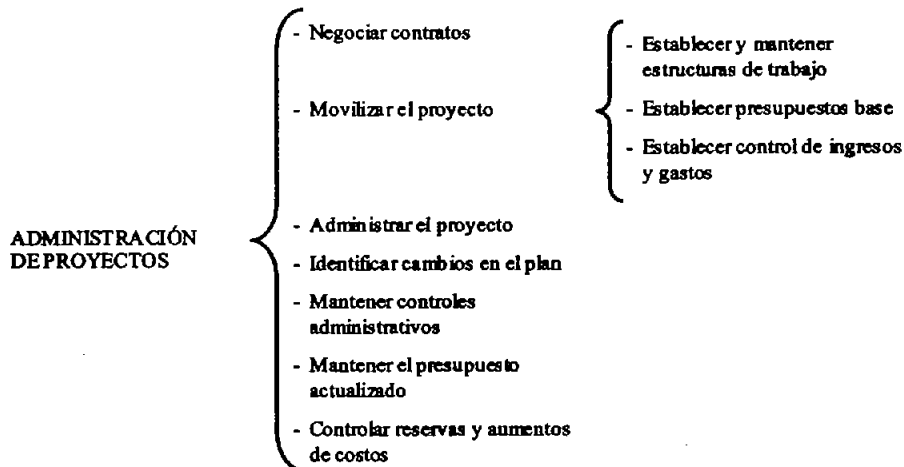 ADMINISTRACIÓN
DE PROYECTOS
- Negociar contratos
- Movilizar el proyecto
- Establecer y mantener
estructuras de trabajo
- Establecer presupuestos base
- Establecer control de ingresos
y gastos
- Administrar el proyecto
- Identificar cambios en el plan
- Mantener controles
administrativos
- Mantener el presupuesto
actualizado
- Controlar reservas y aumentos
de costos